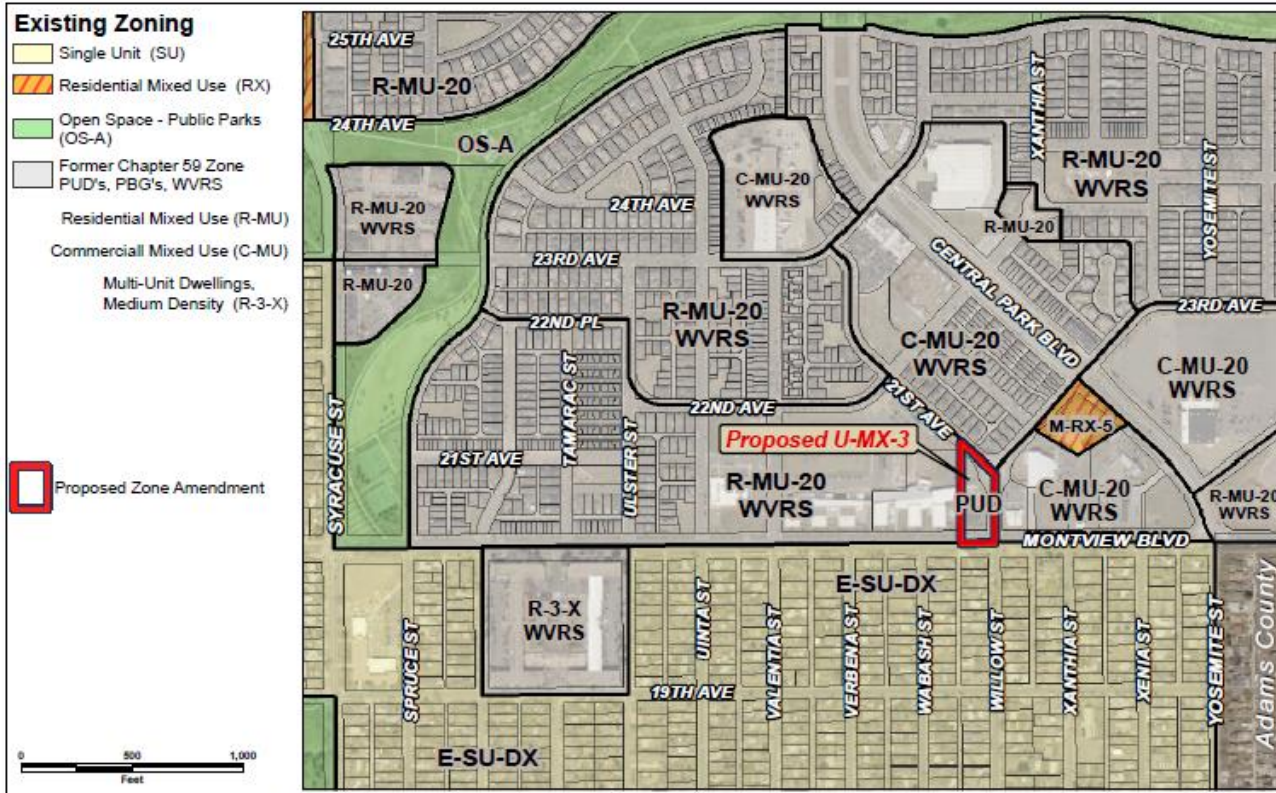 Existing Zoning
Single Unit (SU)
Residential Mixed Use (RX)
Open Space - Public Parks
(OS-A)
Former Chapter 59 Zone
PUD's, PBG's, WVRS
Residential Mixed Use (R-MU)
Commerciall Mixed Use (C-MU)
Multi-Unit Dwellings,
Medium Density (R-3-X)
Proposed Zone Amendment
0 500 1,000
Feet
25TH AVE
R-MU-20
24TH AVE
OS-A
R-MU-20
WVRS
R-MU-20
24TH AVE
23RD AVE
22ND PL
C-MU-20
WVRS
XANTHIA ST
R-MU-20
WVRS
YOSEMITE ST
R-MU-20
CENTRAL PARK BLVD
23RD AVE
R-MU-20
WVRS
C-MU-20
WVRS
C-MU-20
WVRS
SYRACUSE ST
TAMARAC ST
ULSTER ST
22ND AVE
21ST AVE
M-RX-5
Proposed U-MX-3
21ST AVE
R-MU-20
WVRS
PUD
C-MU-20
WVRS
R-MU-20
WVRS
MONTVIEW BLVD
E-SU-DX
R-3-X
WVRS
SPRUCE ST
UINTA ST
VALENTIA ST
VERBENA ST
WABASH ST
WILLOW ST
XANTHIA ST
XENIA ST
YOSEMITE ST
Adams County
19TH AVE
E-SU-DX